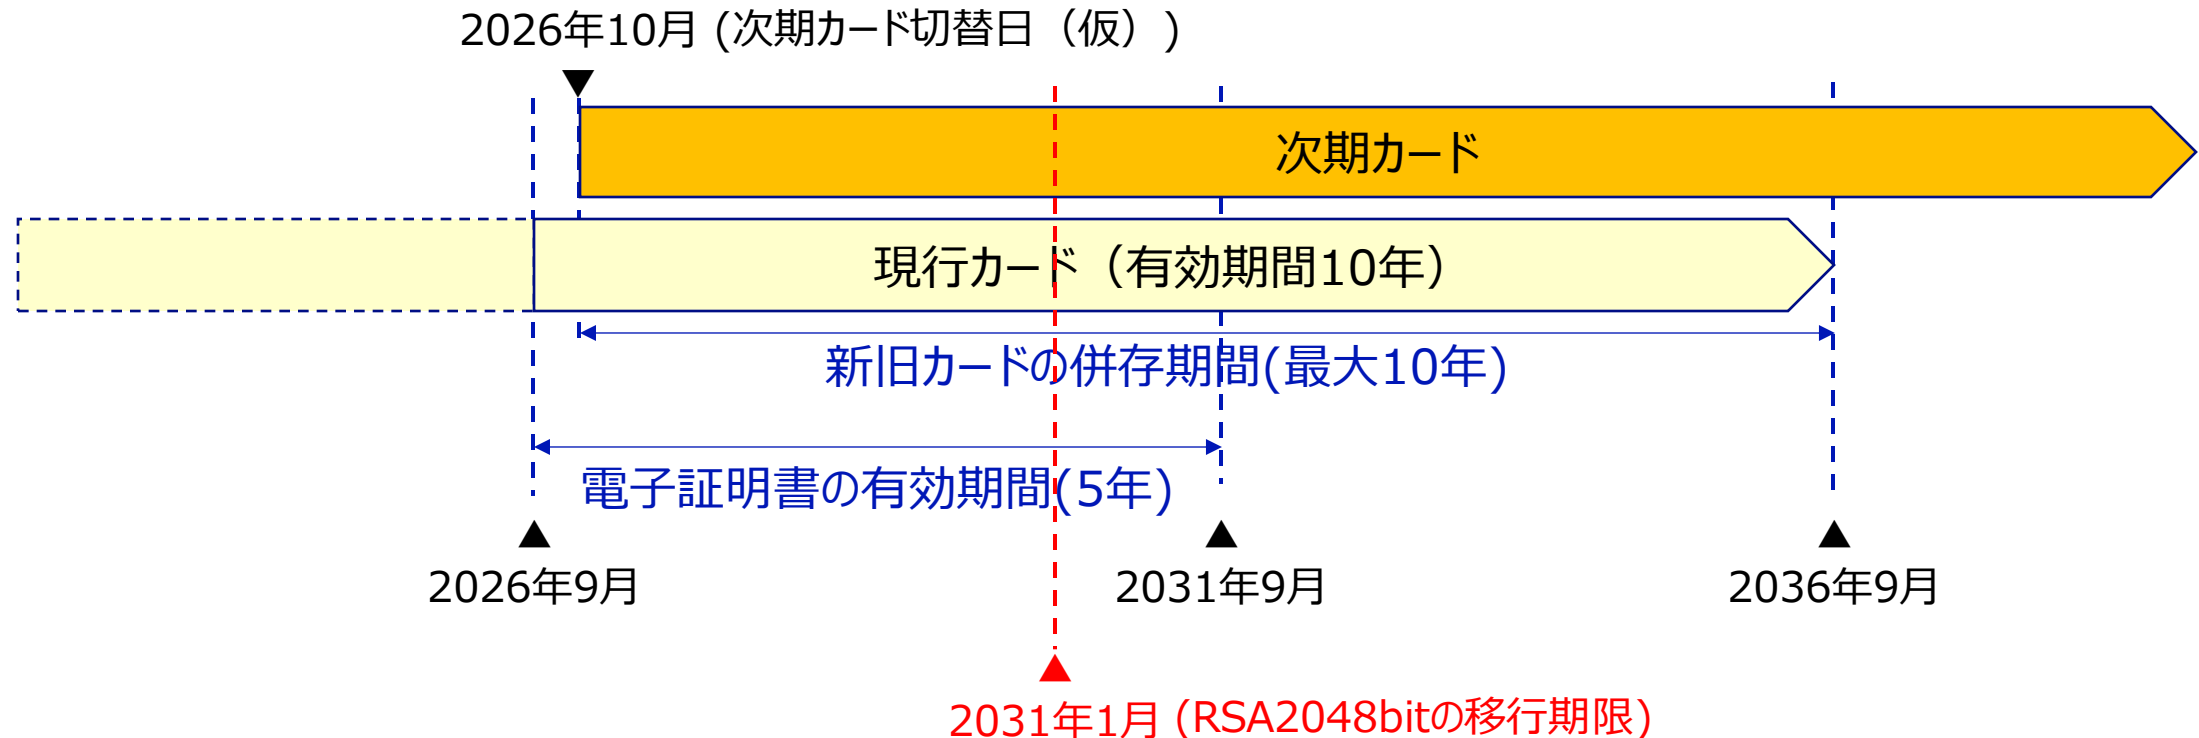 2026年10月 (次期カード切替日（仮）)
次期カード
現行カード（有効期間10年）
新旧カードの併存期間(最大10年)
電子証明書の有効期間(5年)
2026年9月
2031年9月
2036年9月
2031年1月 (RSA2048bitの移行期限)